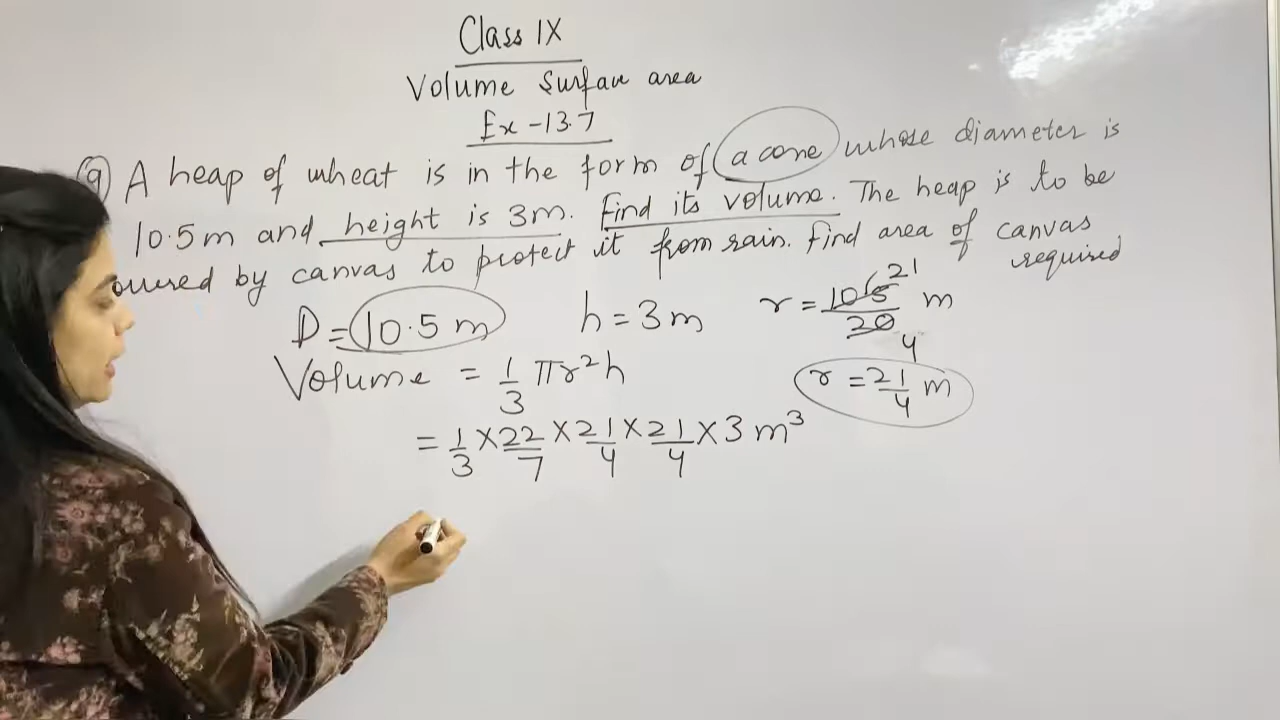 Class IX
Volume Surface area
Ex-13.7
9) A heap of wheat is in the form of a cone whose diameter is
10.5m and height is 3m. Find its volume. The heap is to be
covered by canvas to protect it from rain. Find area of canvas required
D = 10.5 m h = 3 m r = 105/20 21/4 m
Volume = 1/3 πr²h r = 21/4 m
= 1/3 × 22/7 × 21/4 × 21/4 × 3 m³